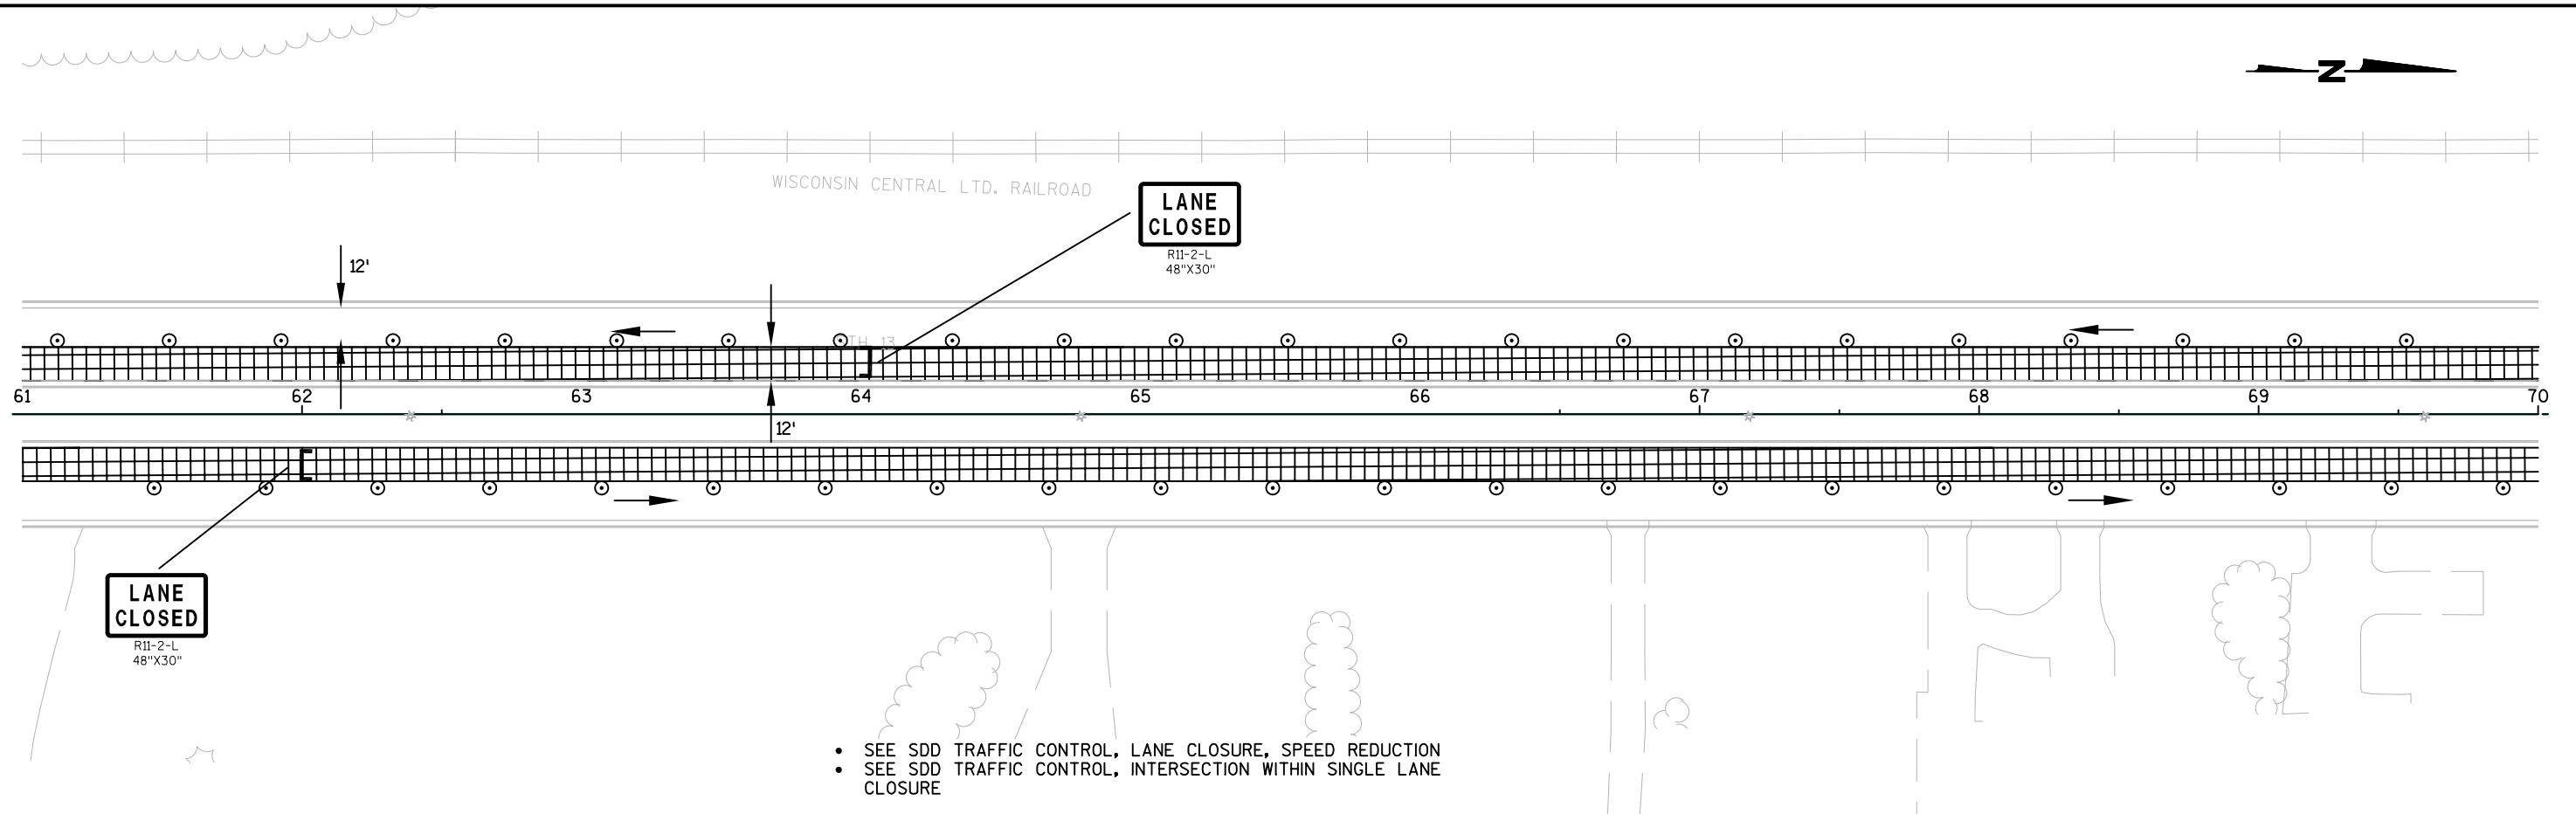 N
WISCONSIN CENTRAL LTD. RAILROAD
LANE
CLOSED
R11-2-L
48"X30"
12'
TH 13
61 62 63 64 65 66 67 68 69 70
12'
LANE
CLOSED
R11-2-L
48"X30"
• SEE SDD TRAFFIC CONTROL, LANE CLOSURE, SPEED REDUCTION
• SEE SDD TRAFFIC CONTROL, INTERSECTION WITHIN SINGLE LANE
CLOSURE